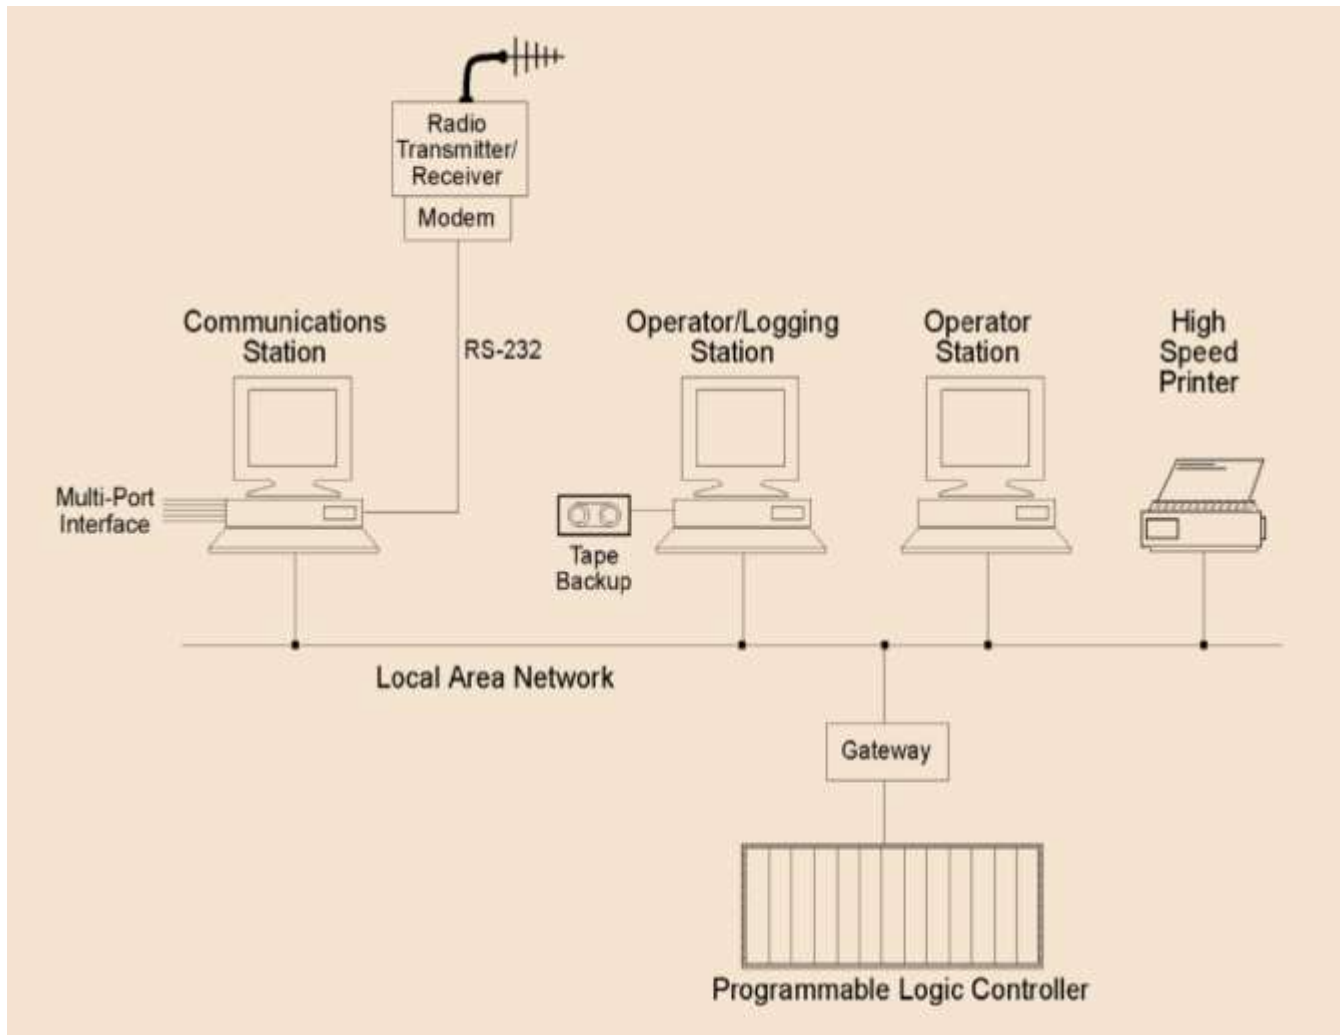 Radio
Transmitter/
Receiver
Modem
Communications
Station
RS-232
Operator/Logging
Station
Operator
Station
High
Speed
Printer
Multi-Port
Interface
Tape
Backup
Local Area Network
Gateway
Programmable Logic Controller